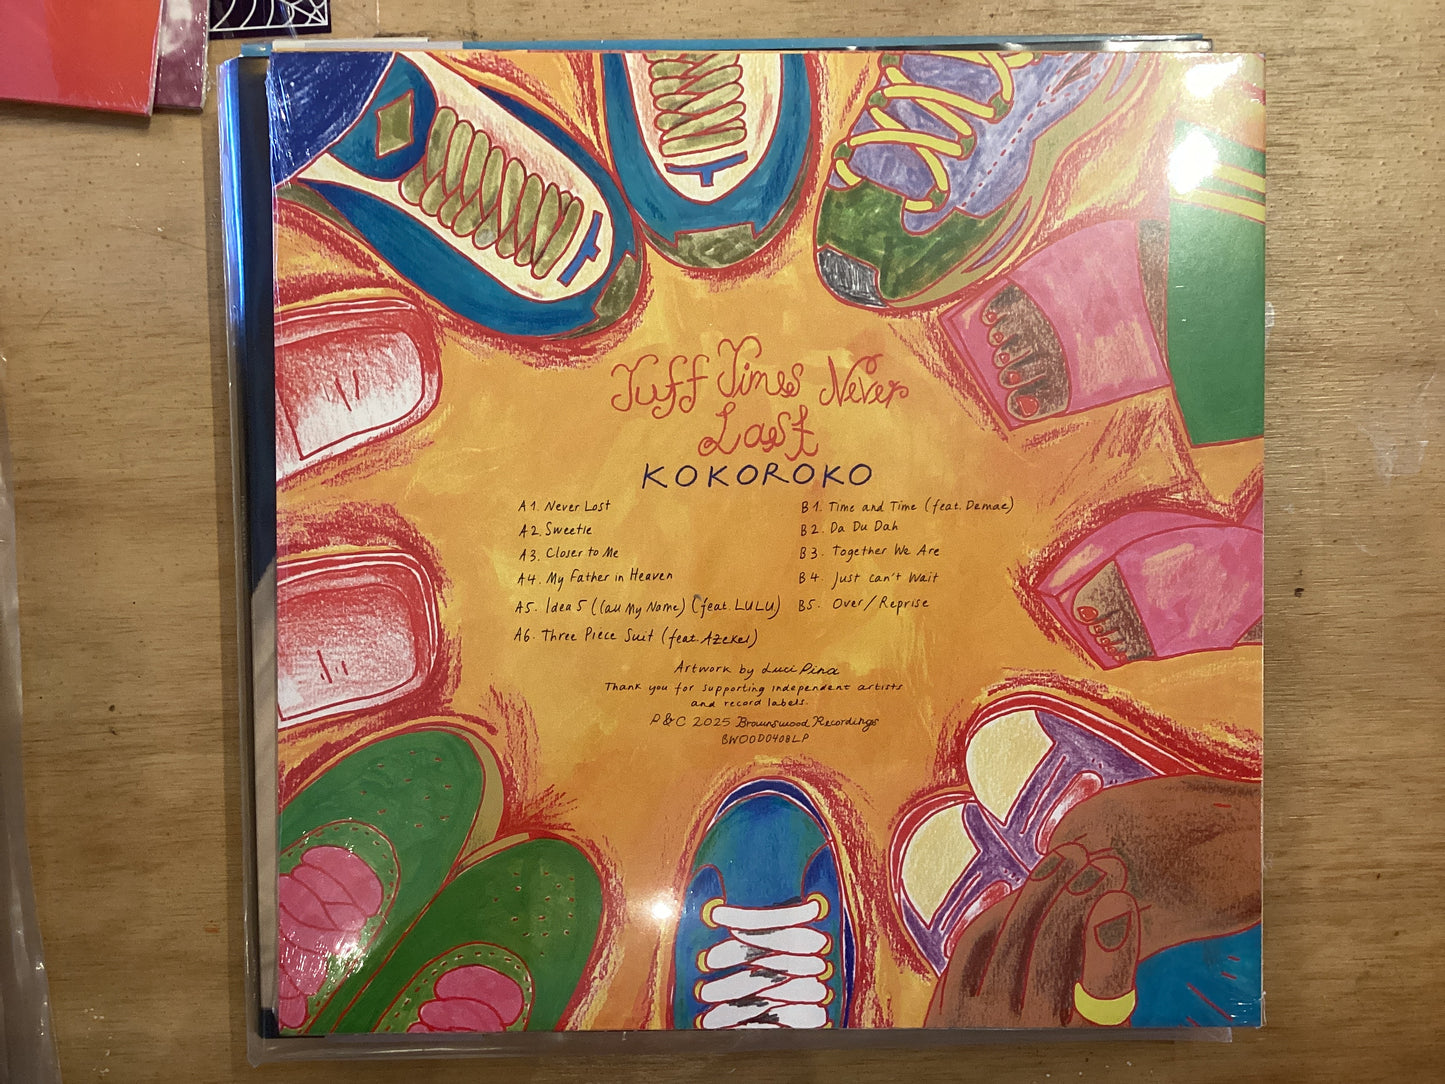 Tuff Times Never
Last
KOKOROKO
A1. Never Lost
A2. Sweetie
A3. Closer to Me
A4. My Father in Heaven
A5. Idea 5 (Call My Name) (feat. LULU)
A6. Three Piece Suit (feat. Azekel)
B1. Time and Time (feat. Demae)
B2. Da Du Dah
B3. Together We Are
B4. Just can't Wait
B5. Over / Reprise
Artwork by Luci Pina
Thank you for supporting independent artists
and record labels.
P & C 2025 Brownswood Recordings
BWOOD0408LP